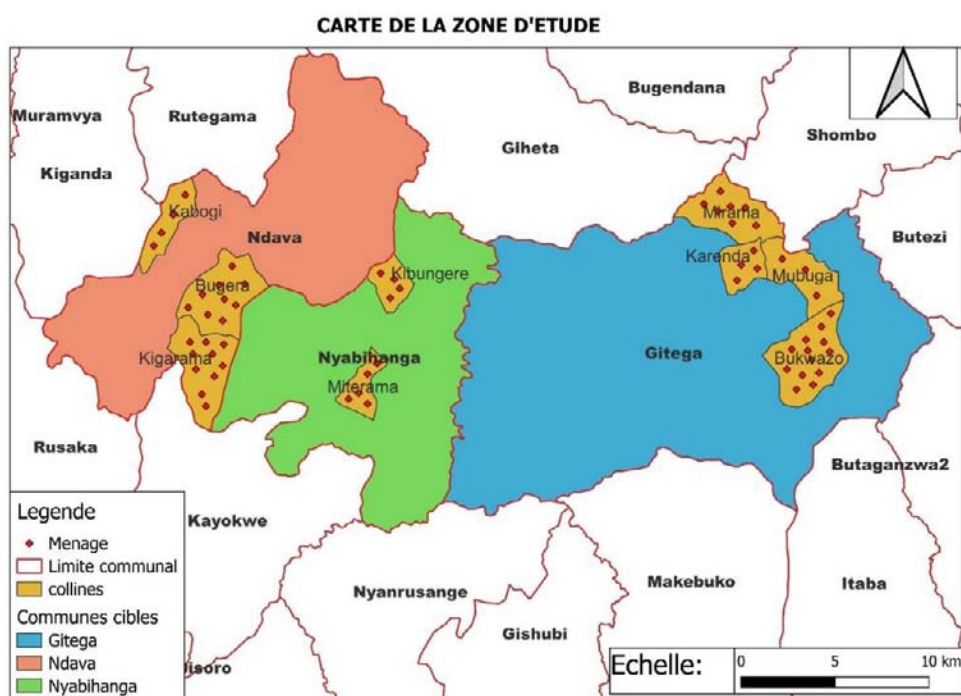 CARTE DE LA ZONE D'ETUDE
Bugendana
Muramvya
Rutegama
Shombo
Giheta
Kiganda
Kabogi
Mirama
Ndava
Butezi
Karenda
Kibungere
Mubuga
Bugera
Kigarama
Nyabihanga
Gitega
Bukwazo
Miterama
Rusaka
Butaganzwa2
Kayokwe
Makebuko
Itaba
Nyanrusange
Gishubi
Jisoro
Legende
Menage
Limite communal
collines
Communes cibles
Gitega
Ndava
Nyabihanga
Echelle:
0 5 10 km